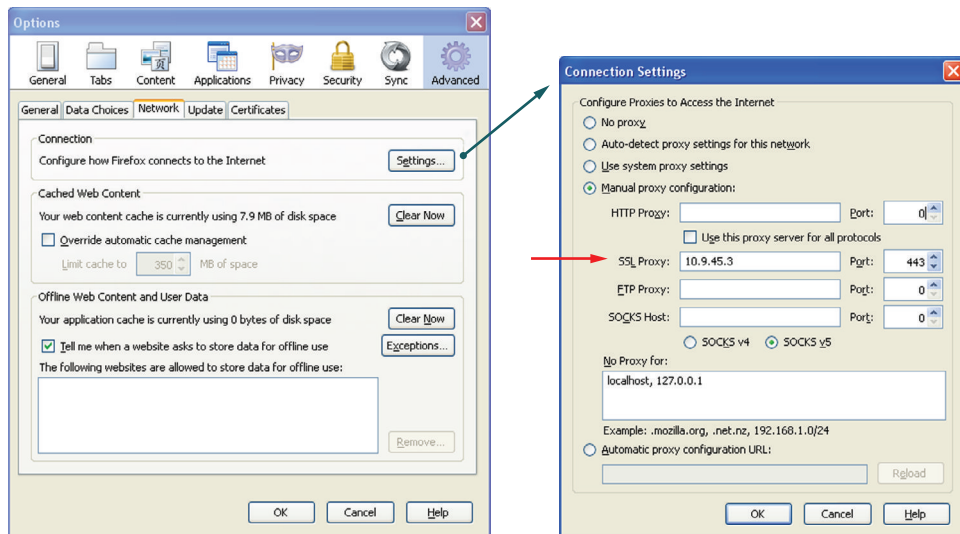 Options
General Tabs Content Applications Privacy Security Sync Advanced
General Data Choices Network Update Certificates
Connection
Configure how Firefox connects to the Internet Settings...
Cached Web Content
Your web content cache is currently using 7.9 MB of disk space Clear Now
Override automatic cache management
Limit cache to 350 MB of space
Offline Web Content and User Data
Your application cache is currently using 0 bytes of disk space Clear Now
Tell me when a website asks to store data for offline use Exceptions...
The following websites are allowed to store data for offline use:
Remove...
OK Cancel Help
Connection Settings
Configure Proxies to Access the Internet
No proxy
Auto-detect proxy settings for this network
Use system proxy settings
Manual proxy configuration:
HTTP Proxy: Port: 0
Use this proxy server for all protocols
SSL Proxy: 10.9.45.3 Port: 443
FTP Proxy: Port: 0
SOCKS Host: Port: 0
SOCKS v4 SOCKS v5
No Proxy for:
localhost, 127.0.0.1
Example: .mozilla.org, .net.nz, 192.168.1.0/24
Automatic proxy configuration URL:
Reload
OK Cancel Help